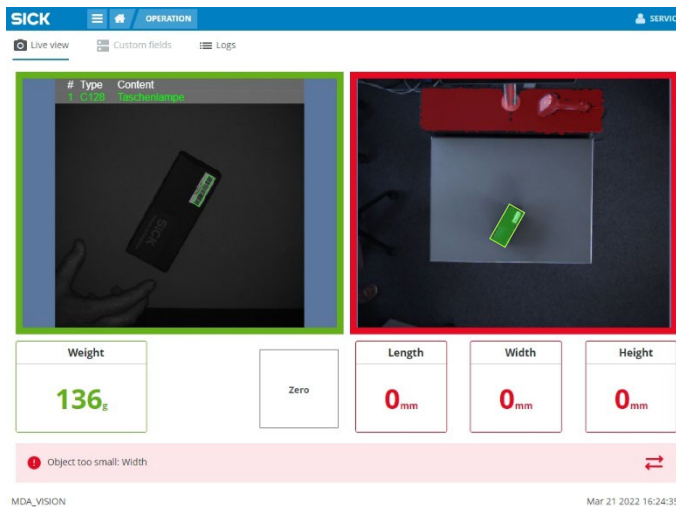 SICK
OPERATION
SERVIC
Live view
Custom fields
Logs
# Type Content
1 C128 Taschenlampe
SICK
Weight
136g
Zero
Length
0mm
Width
0mm
Height
0mm
Object too small: Width
MDA_VISION
Mar 21 2022 16:24:35